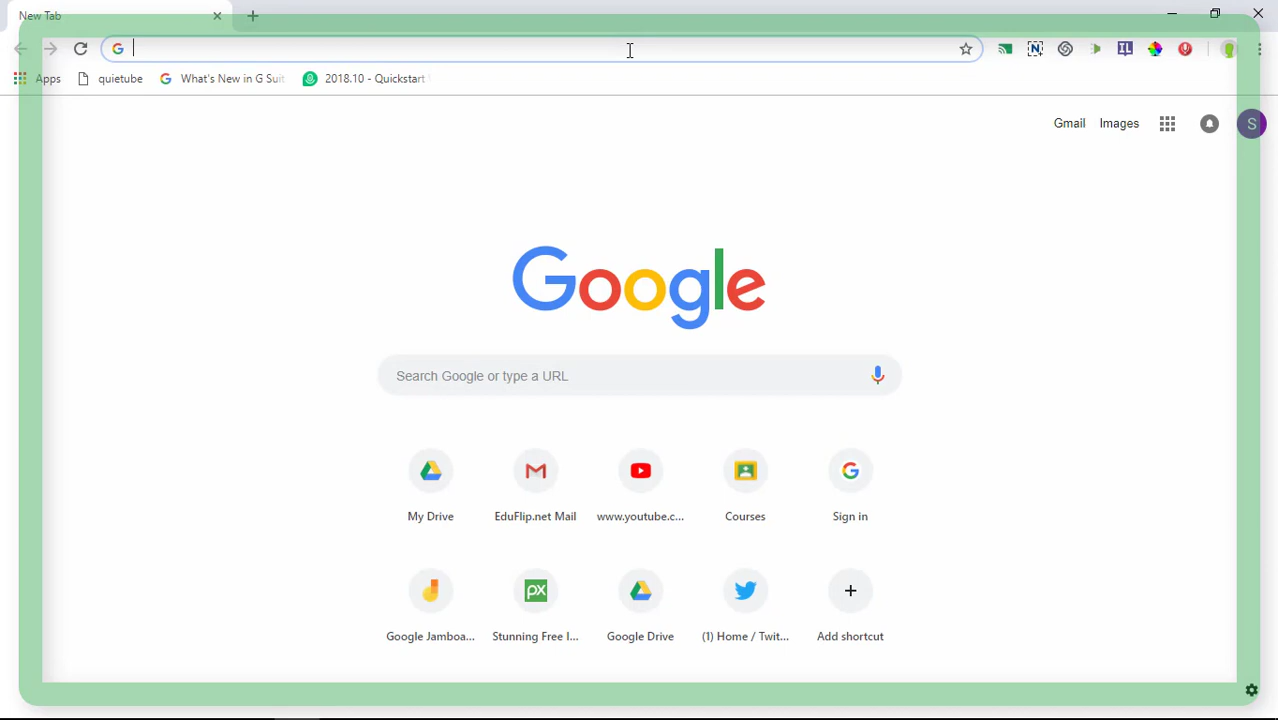 New Tab
Apps quietube What's New in G Suit 2018.10 - Quickstart
Gmail Images S
Google
Search Google or type a URL
My Drive EduFlip.net Mail www.youtube.c... Courses Sign in
Google Jamboa... Stunning Free I... Google Drive (1) Home / Twit... Add shortcut